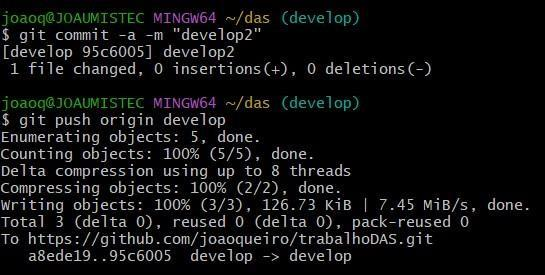 joaoq@JOAUMISTEC MINGW64 ~/das (develop)
$ git commit -a -m "develop2"
[develop 95c6005] develop2
 1 file changed, 0 insertions(+), 0 deletions(-)

joaoq@JOAUMISTEC MINGW64 ~/das (develop)
$ git push origin develop
Enumerating objects: 5, done.
Counting objects: 100% (5/5), done.
Delta compression using up to 8 threads
Compressing objects: 100% (2/2), done.
Writing objects: 100% (3/3), 126.73 KiB | 7.45 MiB/s, done.
Total 3 (delta 0), reused 0 (delta 0), pack-reused 0
To https://github.com/joaoqueiro/trabalhoDAS.git
   a8ede19..95c6005  develop -> develop